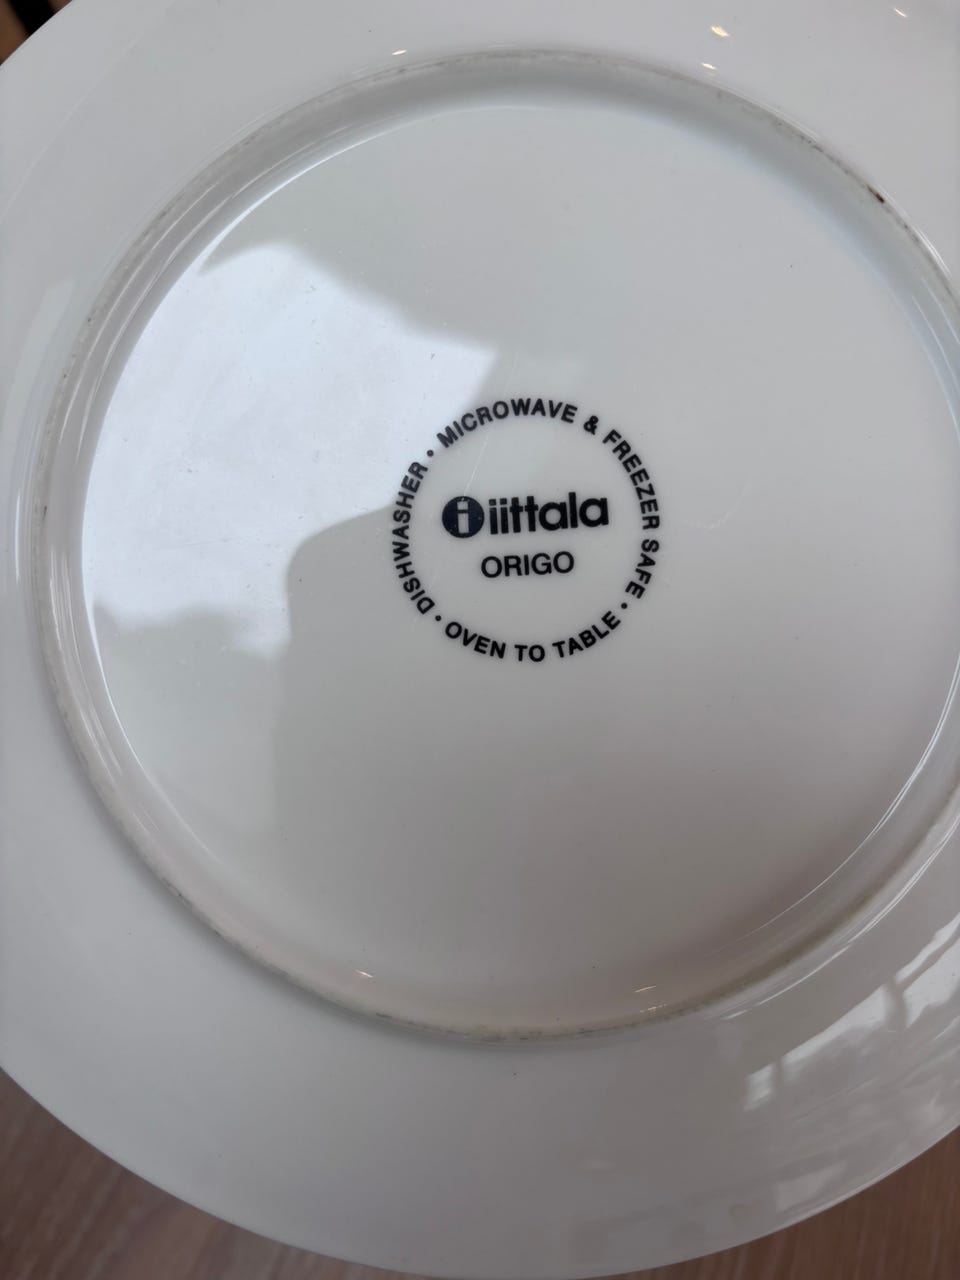 DISHWASHER • MICROWAVE & FREEZER SAFE • OVEN TO TABLE •
i iittala
ORIGO